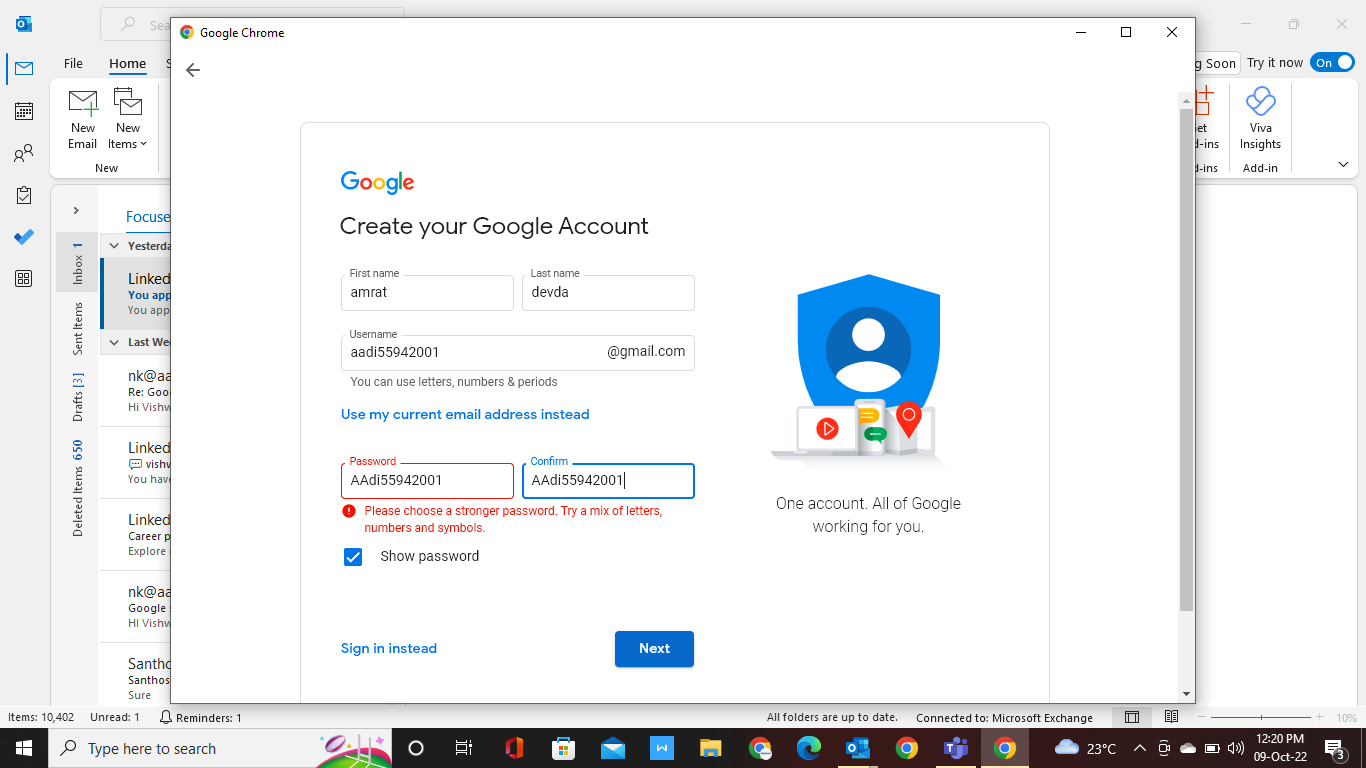 Google Chrome
Sea
g Soon
Try it now
On
File
Home
S
New Email
New Items
New
et
d-ins
d-ins
Viva Insights
Add-in
Focuse
Yesterda
Inbox 1
Sent Items
Drafts [3]
Deleted Items 650
Linked
You app
You app
Last Wee
nk@aa
Re: Goo
Hi Vishw
Linked
vishw
You have
Linked
Career p
Explore
nk@aa
Google s
HI Vishw
Santho
Santhos
Sure
Google
Create your Google Account
First name
amrat
Last name
devda
Username
aadi55942001
@gmail.com
You can use letters, numbers & periods
Use my current email address instead
Password
AAdi55942001
Confirm
AAdi55942001
Please choose a stronger password. Try a mix of letters,
numbers and symbols.
Show password
Sign in instead
Next
One account. All of Google
working for you.
Items: 10,402
Unread: 1
Reminders: 1
All folders are up to date.
Connected to: Microsoft Exchange
10%
Type here to search
W
23°C
12:20 PM
09-Oct-22
3